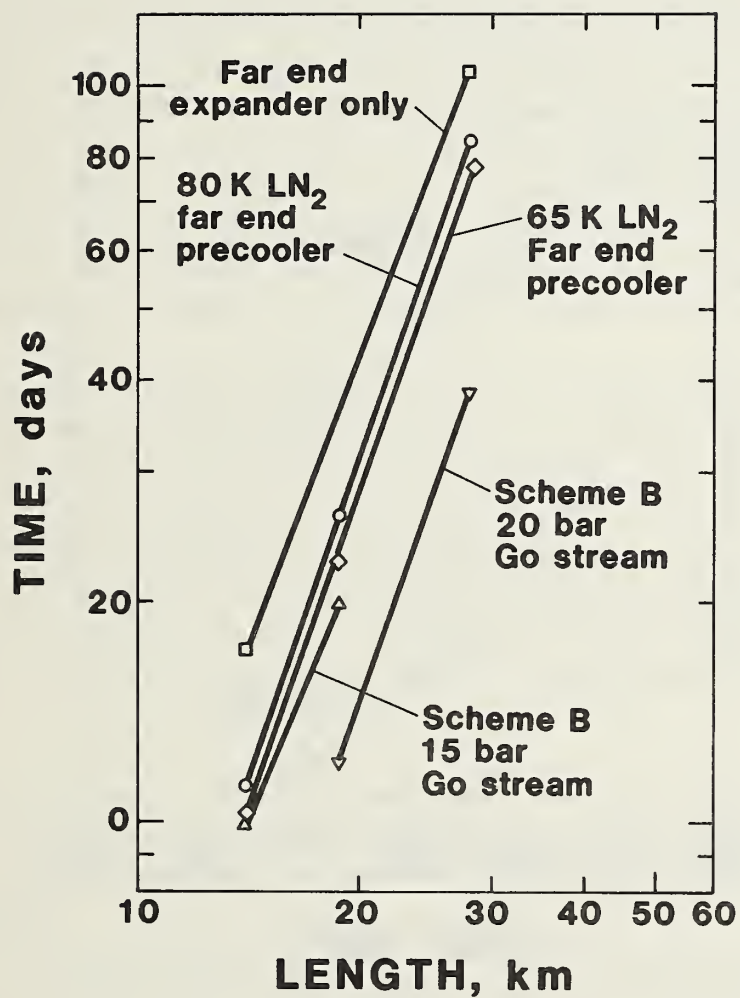 100
80
60
40
20
0
TIME, days
Far end
expander only
80 K LN2
far end
precooler
65 K LN2
Far end
precooler
Scheme B
20 bar
Go stream
Scheme B
15 bar
Go stream
10
20
30
40
50
60
LENGTH, km